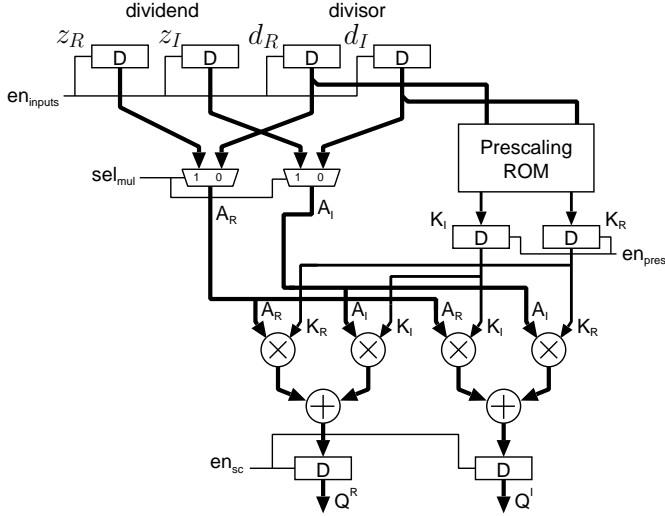 dividend divisor
z_R z_I d_R d_I
D D D D
en_inputs
Prescaling
ROM
sel_mul 1 0 1 0
A_R A_I K_I K_R
D D
en_pres
A_R K_R A_I K_I A_R K_I A_I K_R
× × × ×
+ +
en_sc D D
Q^R Q^I